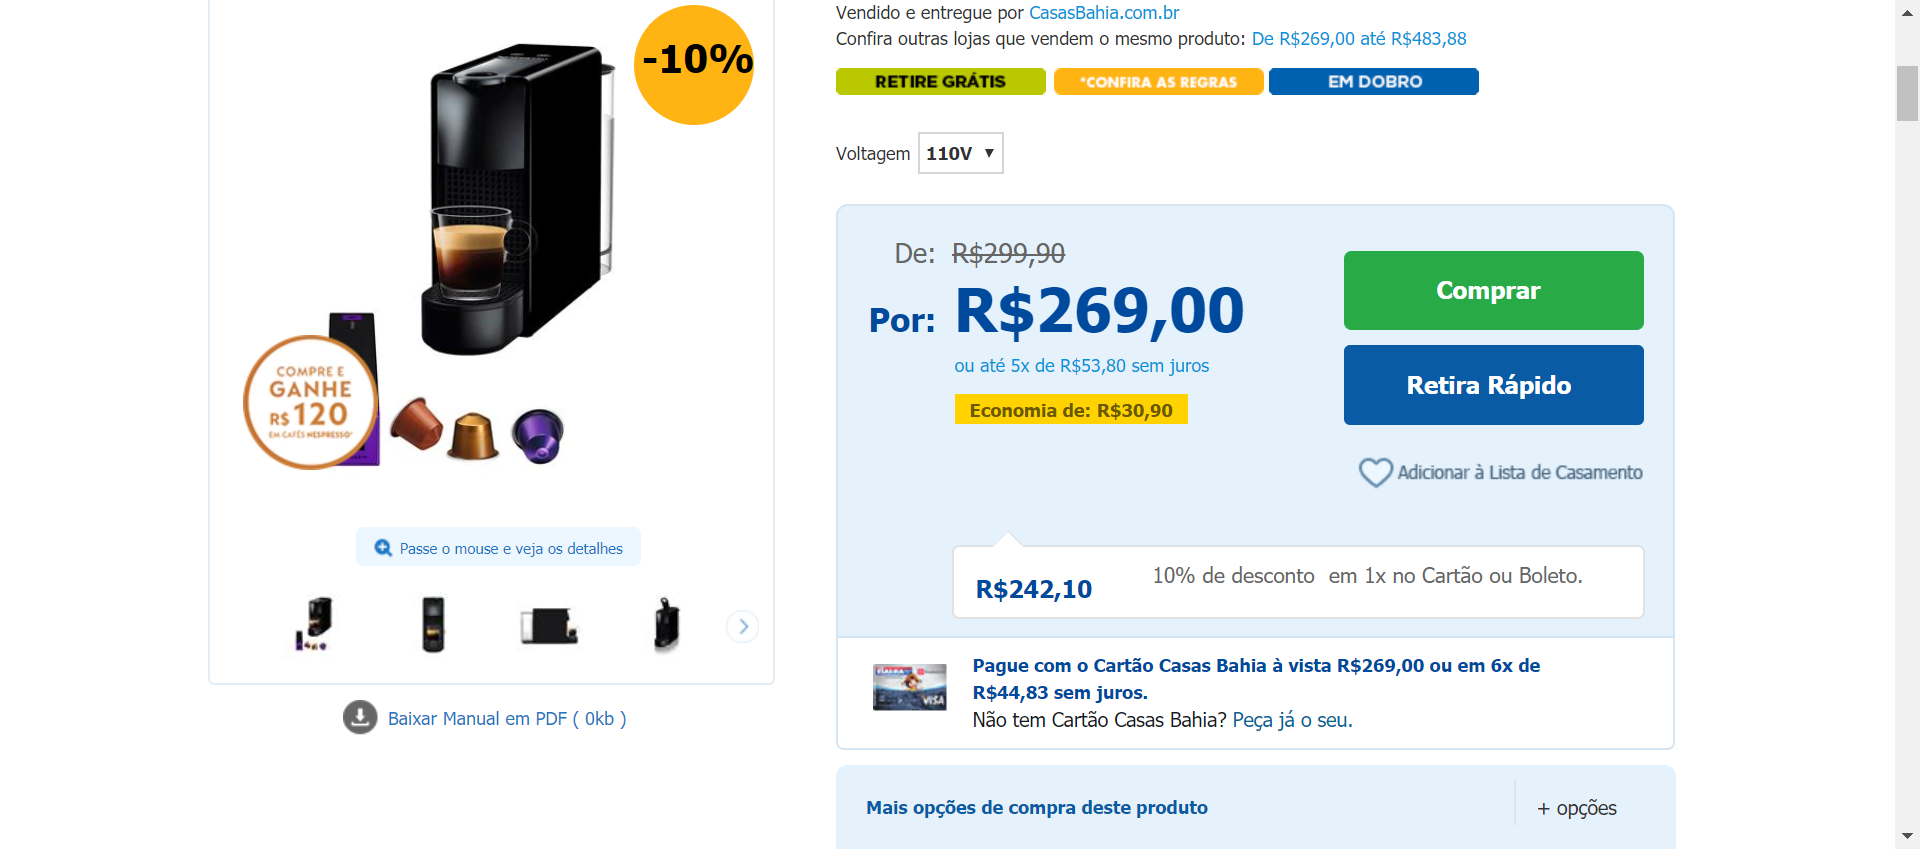 Vendido e entregue por CasasBahia.com.br
Confira outras lojas que vendem o mesmo produto: De R$269,00 até R$483,88
RETIRE GRÁTIS
*CONFIRA AS REGRAS
EM DOBRO
-10%
Voltagem 110V
De: R$299,90
Por: R$269,00
ou até 5x de R$53,80 sem juros
Economia de: R$30,90
Comprar
Retira Rápido
Adicionar à Lista de Casamento
COMPRE E
GANHE
R$120
EM CAFÉS NESPRESSO*
Passe o mouse e veja os detalhes
R$242,10
10% de desconto em 1x no Cartão ou Boleto.
Baixar Manual em PDF ( 0kb )
VISA
Pague com o Cartão Casas Bahia à vista R$269,00 ou em 6x de
R$44,83 sem juros.
Não tem Cartão Casas Bahia? Peça já o seu.
Mais opções de compra deste produto
+ opções